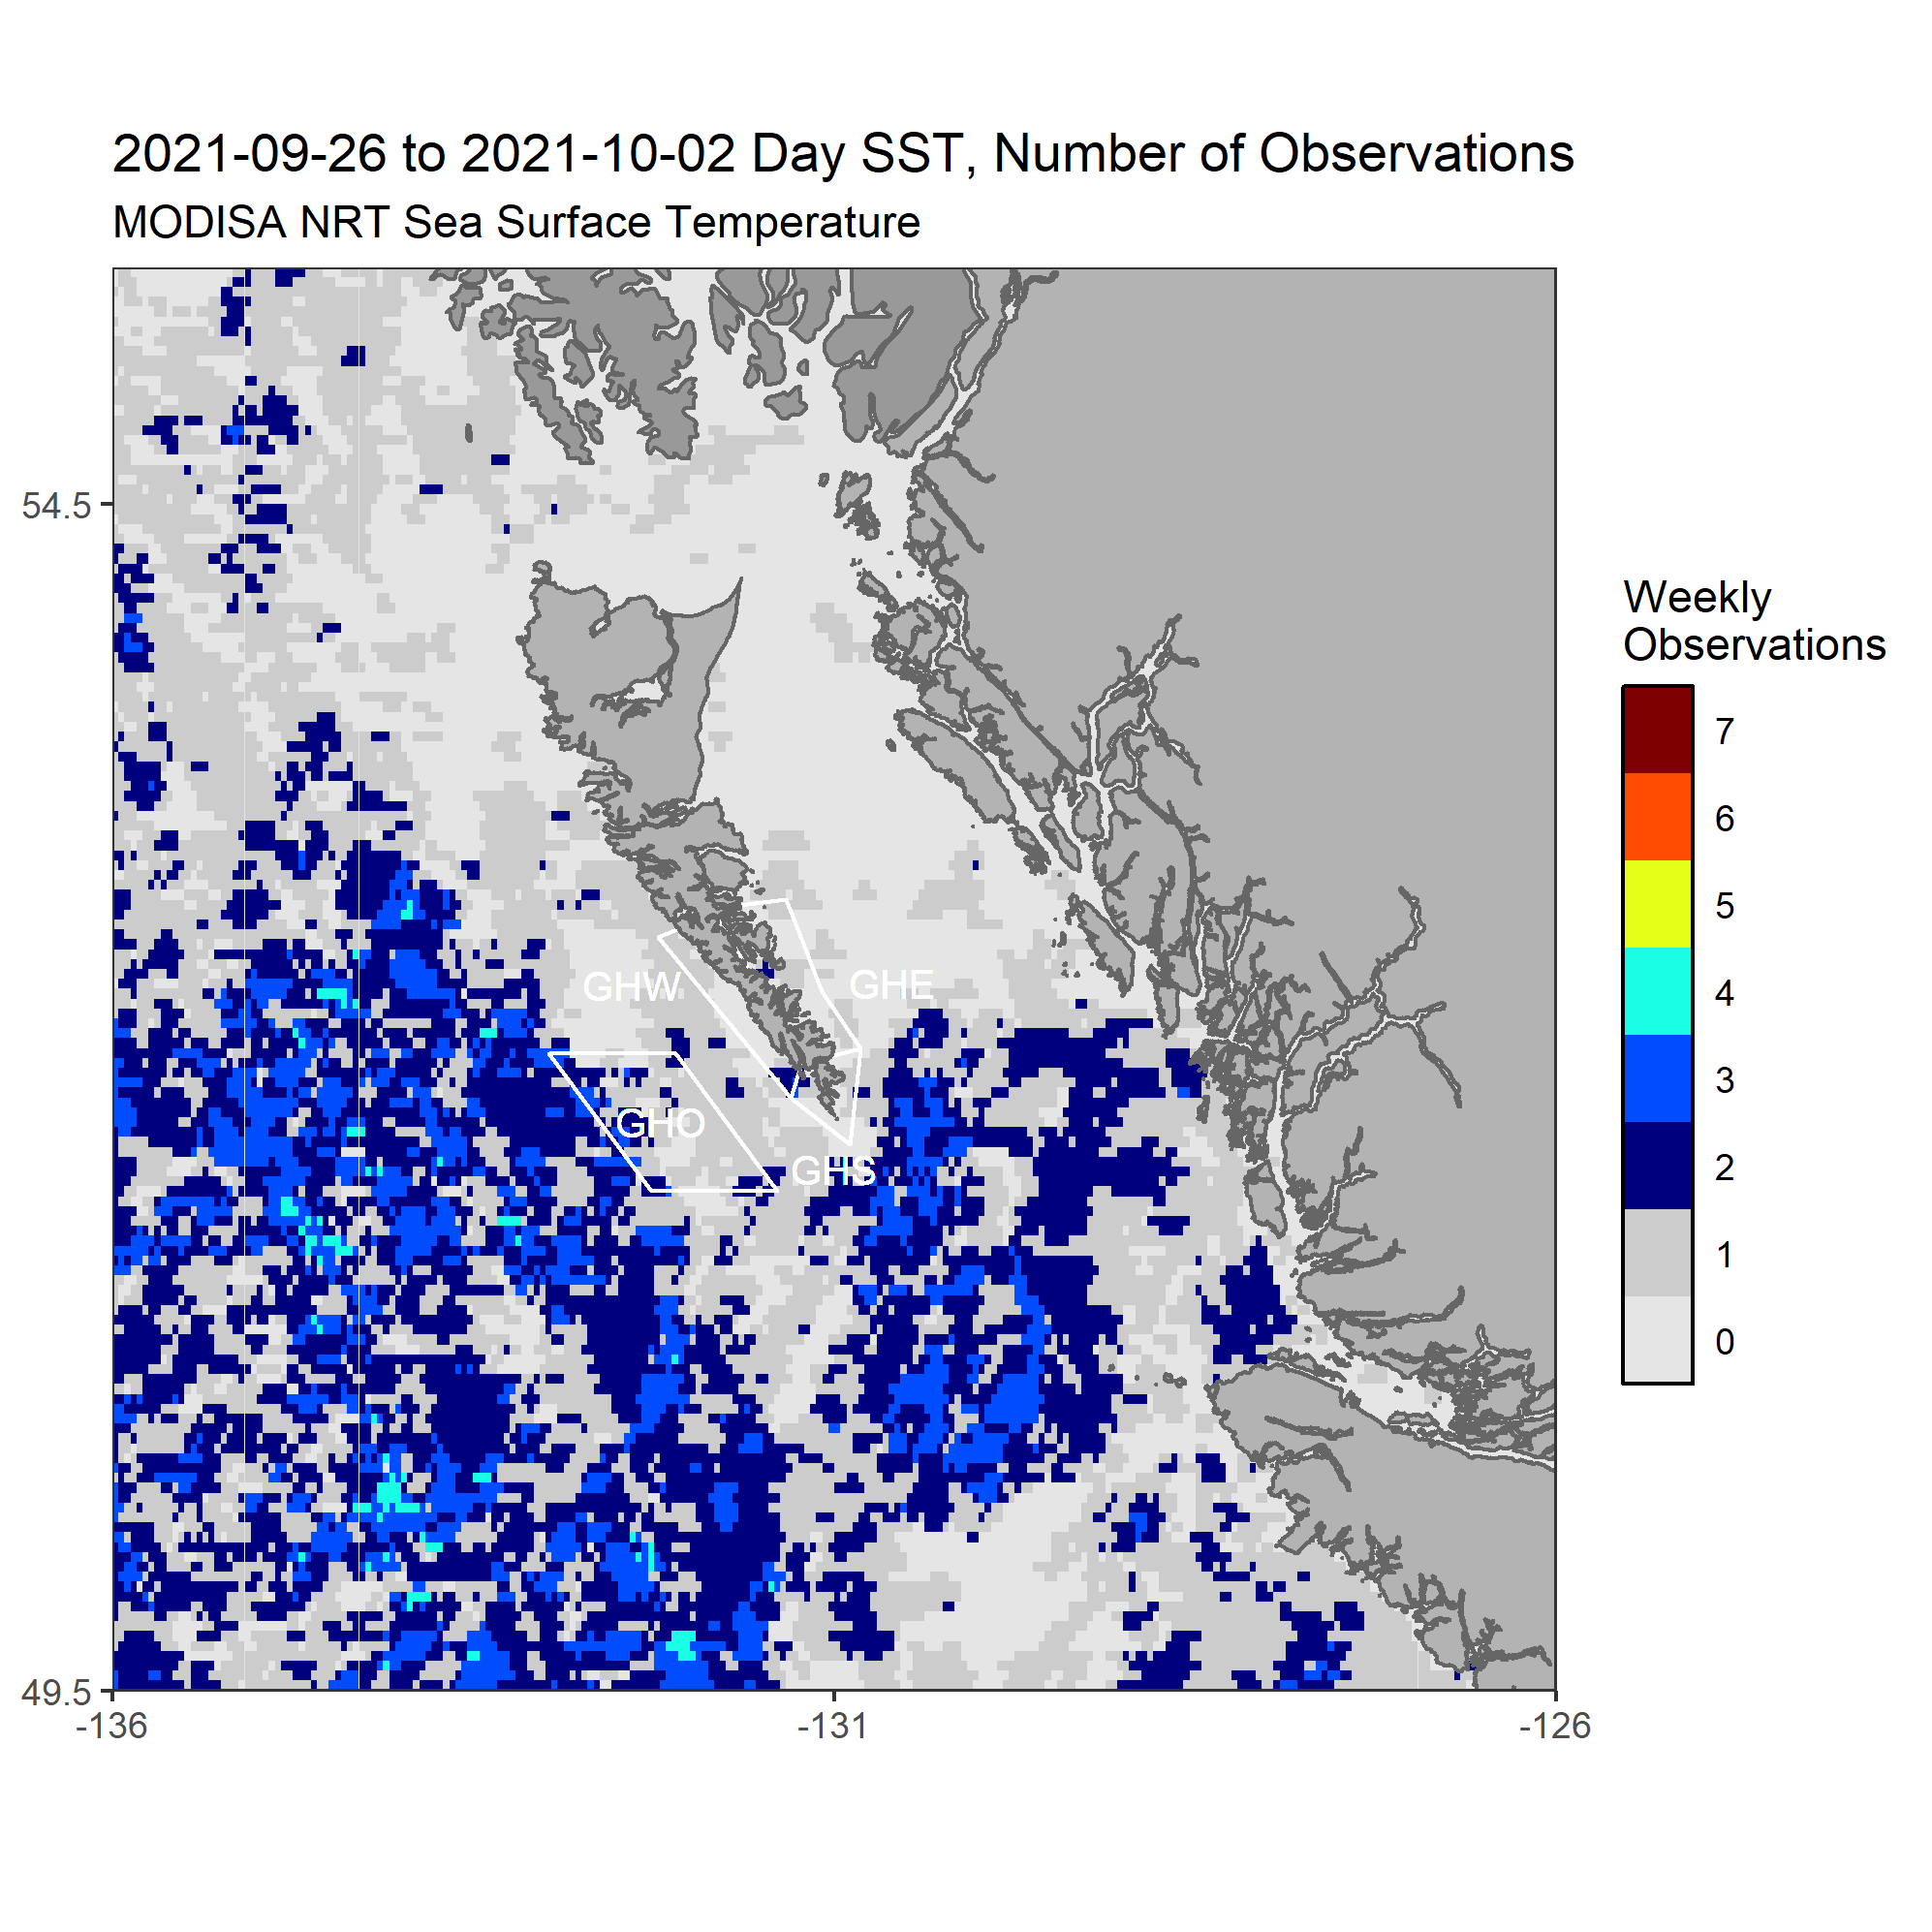 2021-09-26 to 2021-10-02 Day SST, Number of Observations
MODISA NRT Sea Surface Temperature
54.5
49.5
-136
-131
-126
GHW
GHE
GHO
GHS
Weekly
Observations
7
6
5
4
3
2
1
0